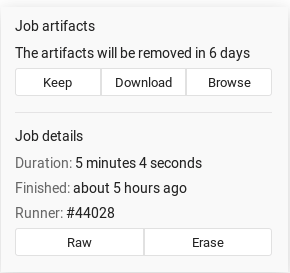 Job artifacts
The artifacts will be removed in 6 days
Keep Download Browse
Job details
Duration: 5 minutes 4 seconds
Finished: about 5 hours ago
Runner: #44028
Raw Erase